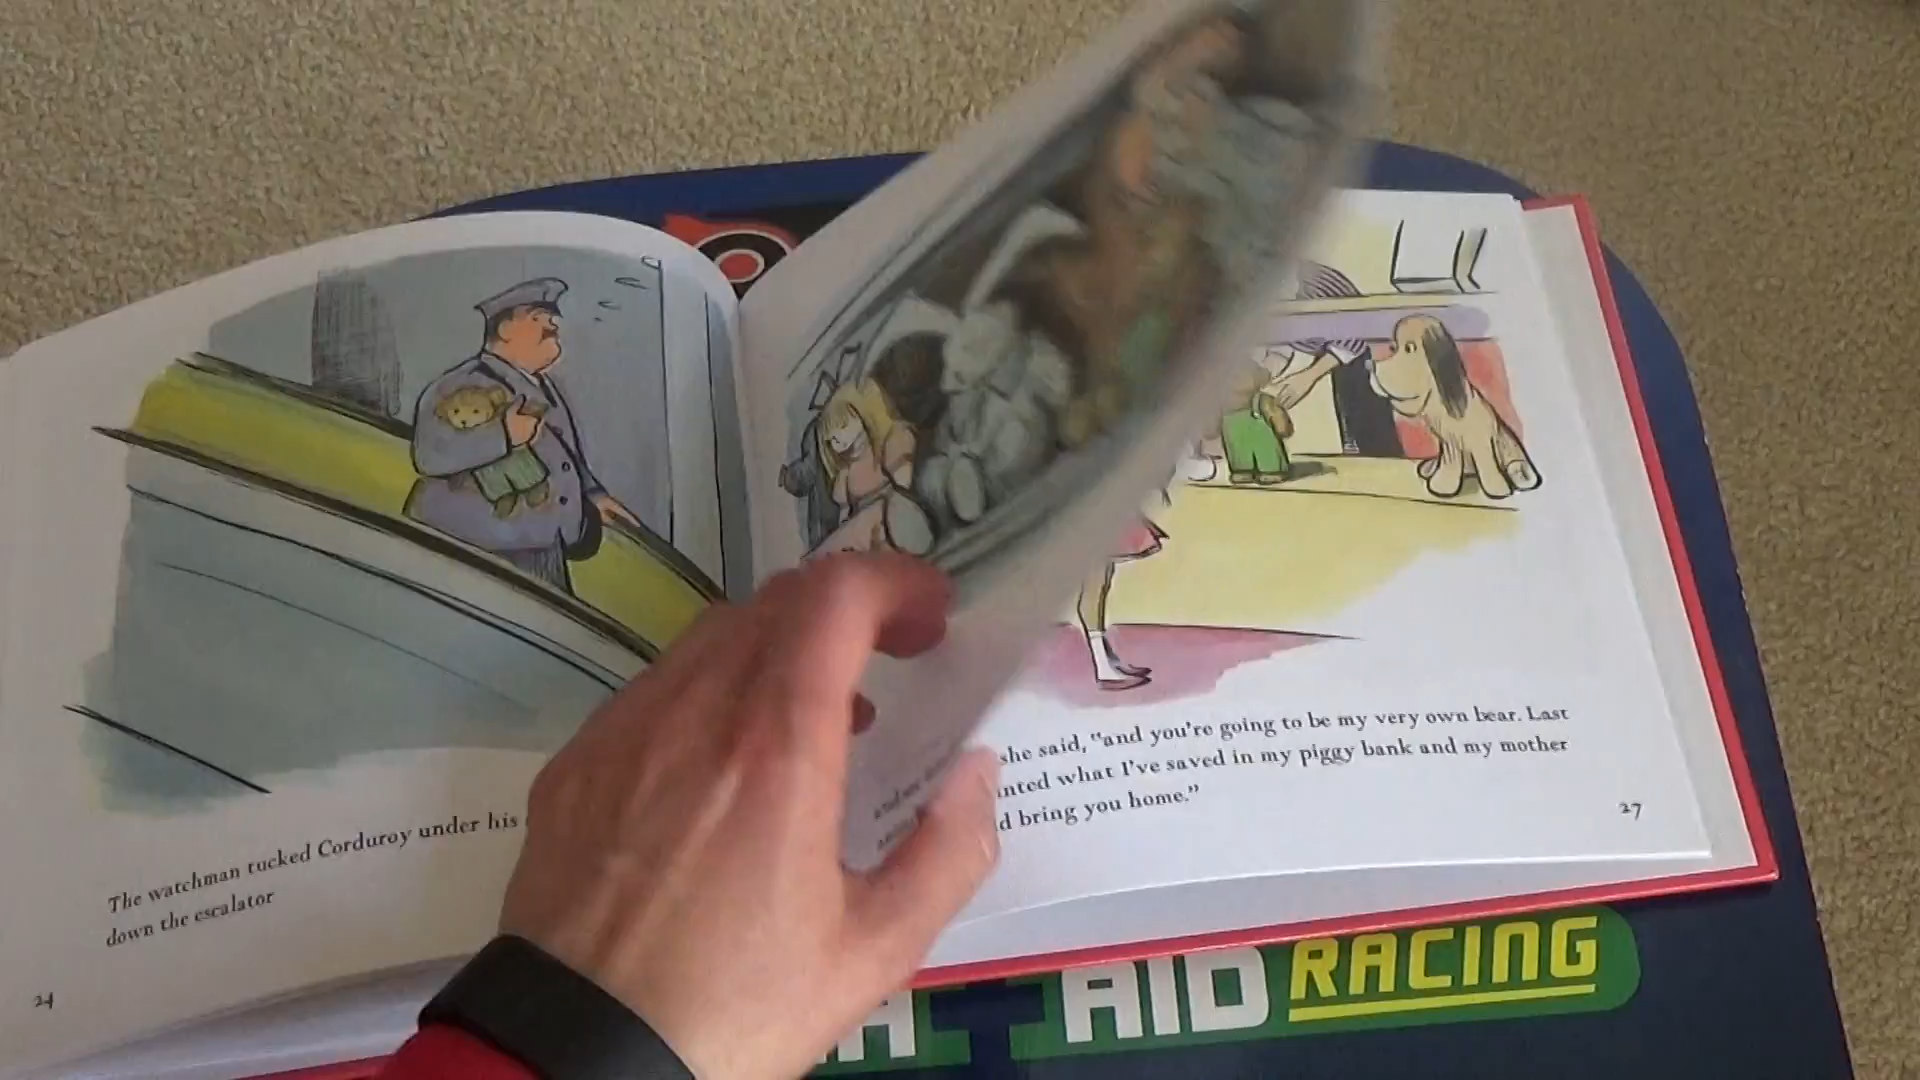 The watchman tucked Corduroy under his
down the escalator
24
she said, "and you're going to be my very own bear. Last
what I've saved in my piggy bank and my mother
bring you home."
27
AID RACING